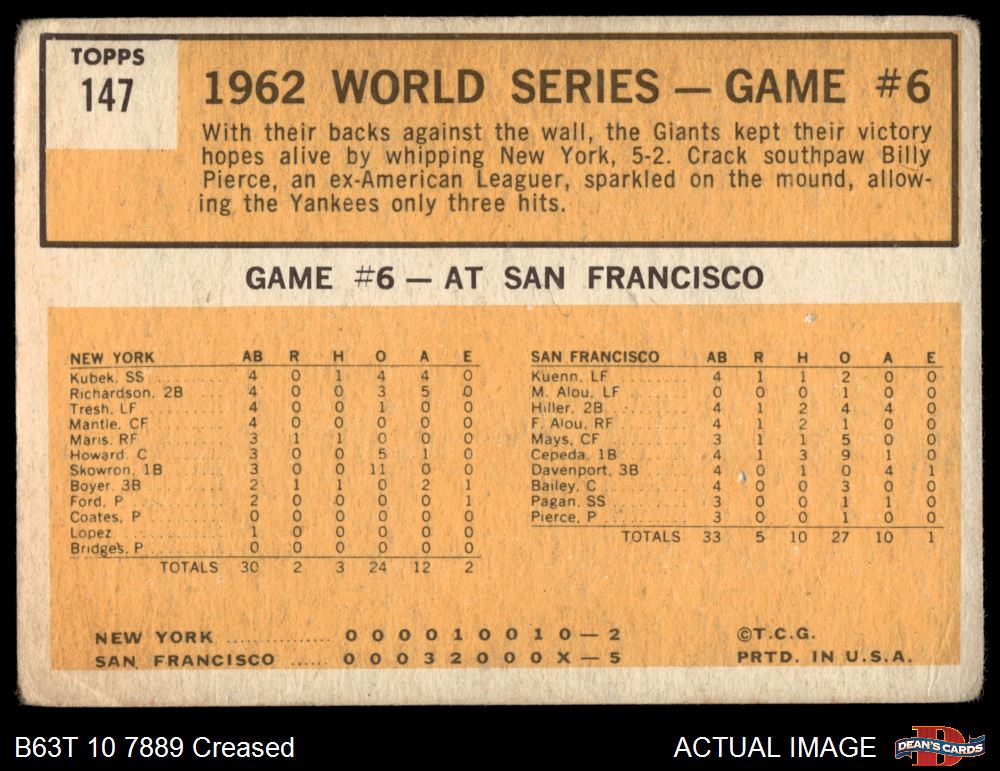 TOPPS
147
1962 WORLD SERIES — GAME #6
With their backs against the wall, the Giants kept their victory
hopes alive by whipping New York, 5-2. Crack southpaw Billy
Pierce, an ex-American Leaguer, sparkled on the mound, allow-
ing the Yankees only three hits.
GAME #6 — AT SAN FRANCISCO
NEW YORK AB R H O A E
Kubek, SS 4 0 1 4 4 0
Richardson, 2B 4 0 0 3 5 0
Tresh, LF 4 0 0 1 0 0
Mantle, CF 4 0 0 0 0 0
Maris, RF 3 1 1 0 0 0
Howard, C 3 0 0 5 1 0
Skowron, 1B 3 0 0 11 0 0
Boyer, 3B 2 1 1 0 2 1
Ford, P 2 0 0 0 0 1
Coates, P 0 0 0 0 0 0
Lopez 1 0 0 0 0 0
Bridges, P 0 0 0 0 0 0
TOTALS 30 2 3 24 12 2
SAN FRANCISCO AB R H O A E
Kuenn, LF 4 1 1 2 0 0
M. Alou, LF 0 0 0 1 0 0
Hiller, 2B 4 1 2 4 4 0
F. Alou, RF 4 1 2 1 0 0
Mays, CF 3 1 1 5 0 0
Cepeda, 1B 4 1 3 9 1 0
Davenport, 3B 4 0 1 0 4 1
Bailey, C 4 0 0 3 0 0
Pagan, SS 3 0 0 1 1 0
Pierce, P 3 0 0 1 0 0
TOTALS 33 5 10 27 10 1
NEW YORK ............. 0 0 0 0 1 0 0 1 0 — 2
SAN FRANCISCO ...... 0 0 0 3 2 0 0 0 X — 5
©T.C.G.
PRTD. IN U.S.A.
B63T 10 7889 Creased
ACTUAL IMAGE
D
DEAN'S CARDS